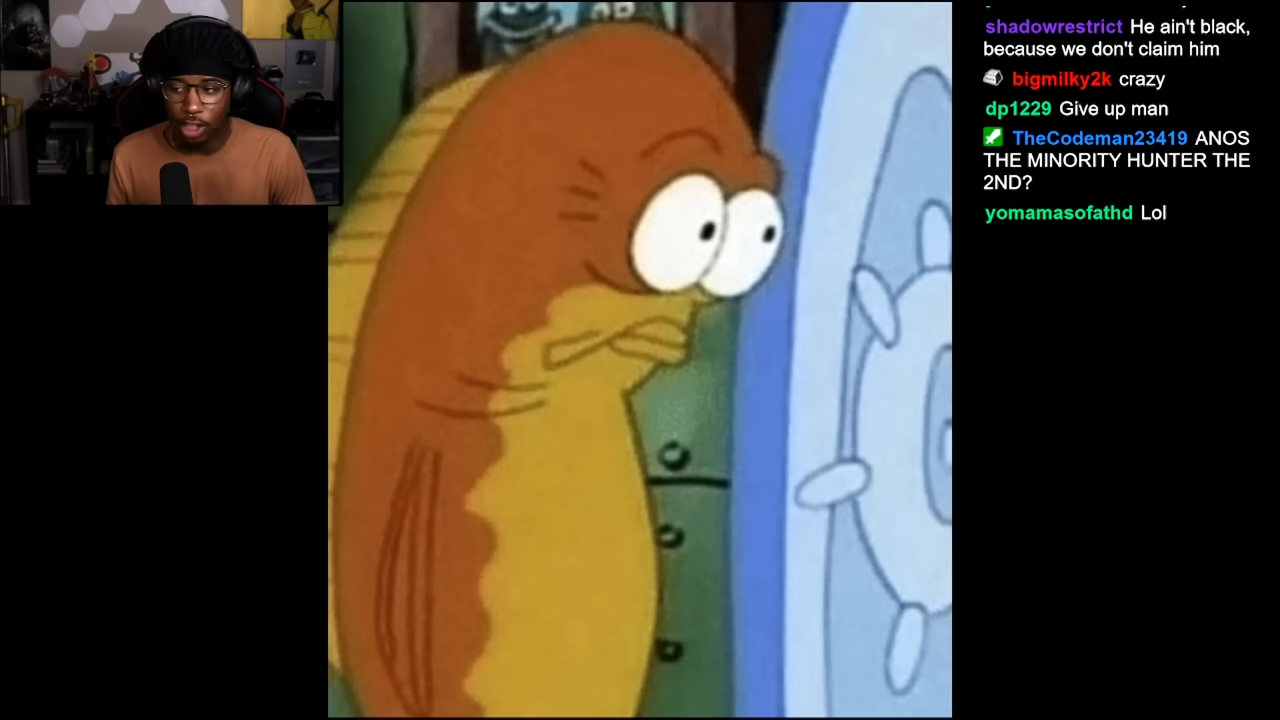 shadowrestrict He ain't black,
because we don't claim him
bigmilky2k crazy
dp1229 Give up man
TheCodeman23419 ANOS
THE MINORITY HUNTER THE
2ND?
yomamasofathd Lol